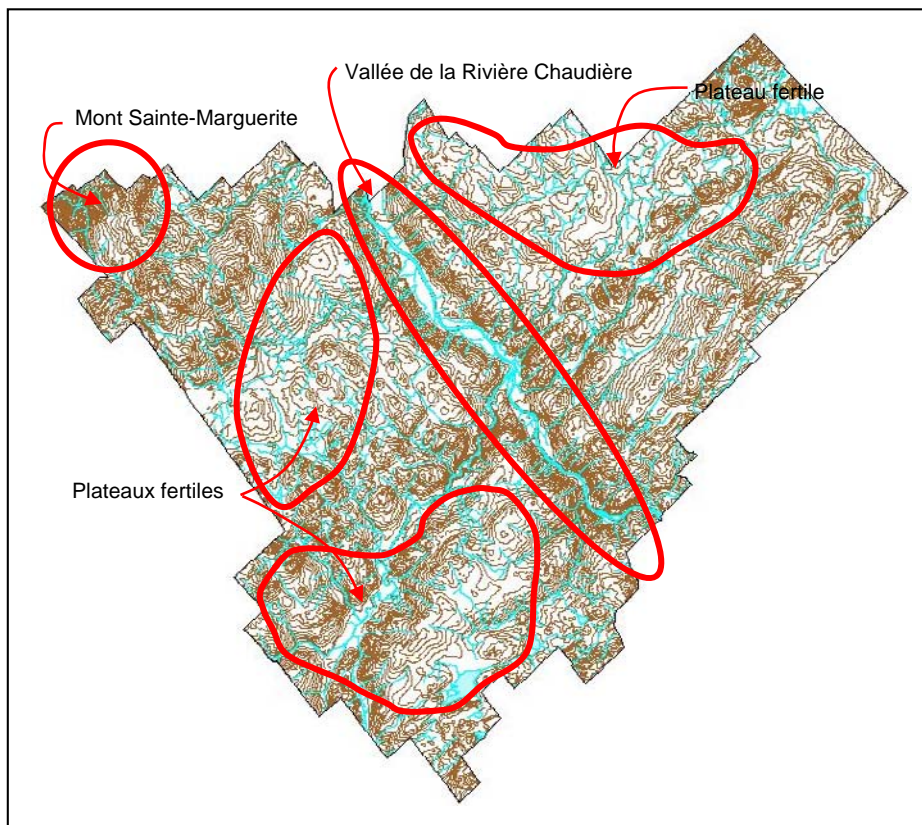 Vallée de la Rivière Chaudière
Plateau fertile
Mont Sainte-Marguerite
Plateaux fertiles